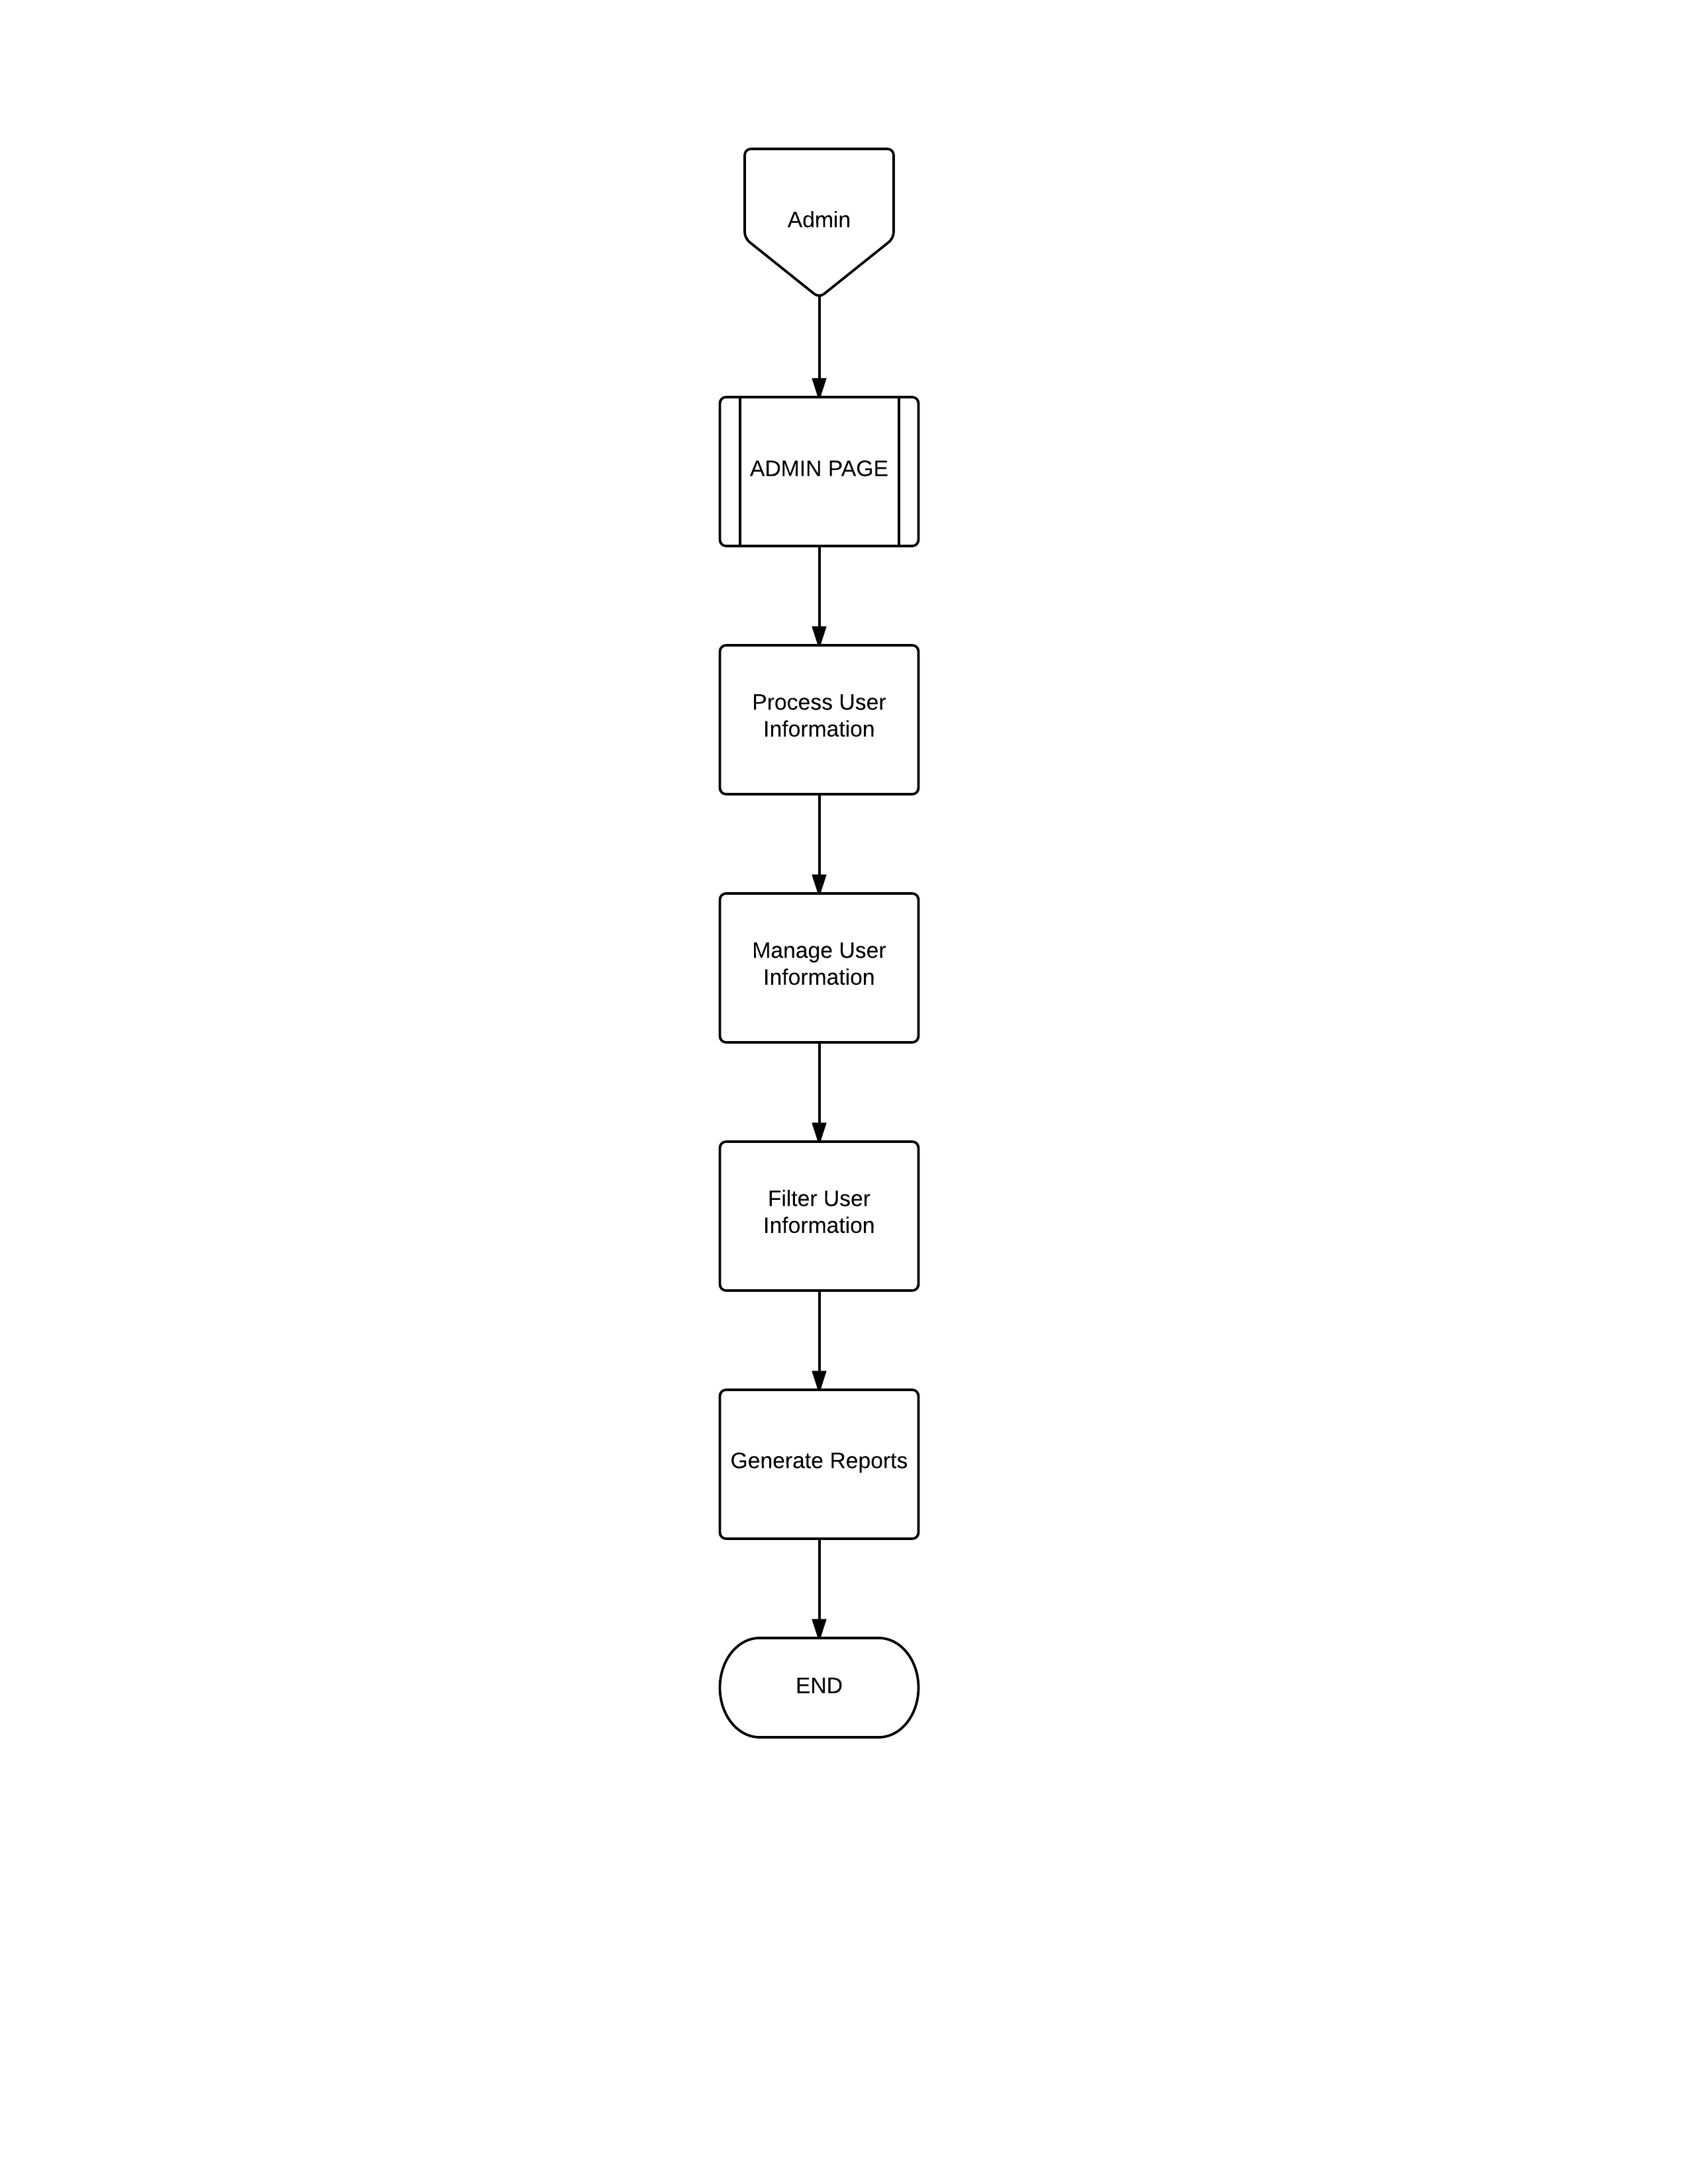 Admin
ADMIN PAGE
Process User
Information
Manage User
Information
Filter User
Information
Generate Reports
END